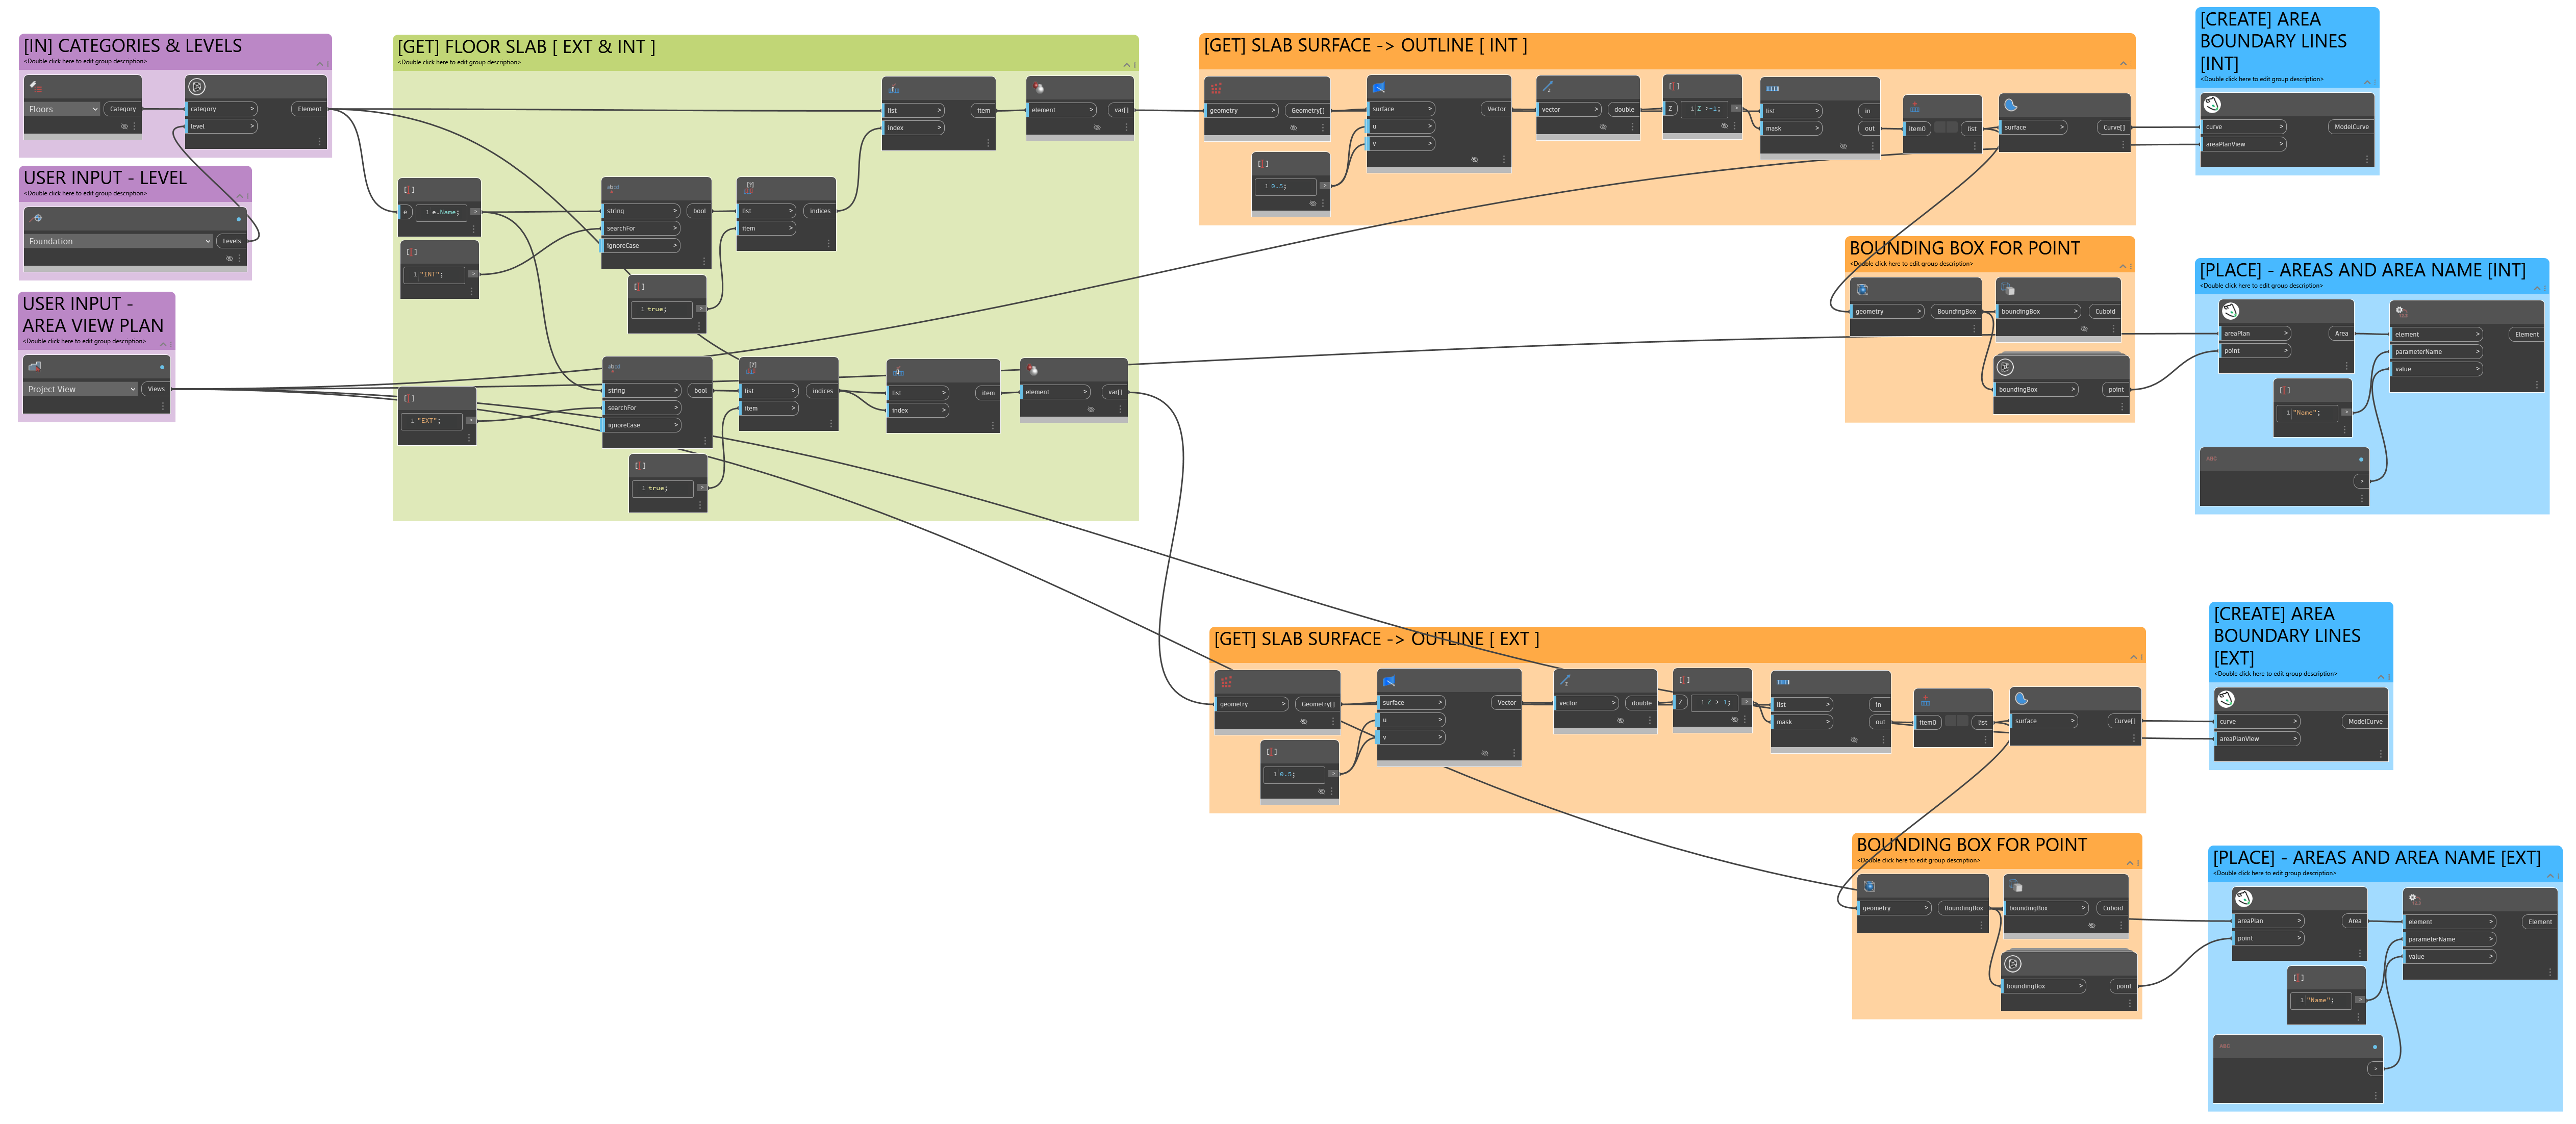 [IN] CATEGORIES & LEVELS
<Double click here to edit group description>
Floors
Category
category >
level >
Element
USER INPUT - LEVEL
<Double click here to edit group description>
Foundation
Levels
USER INPUT -
AREA VIEW PLAN
<Double click here to edit group description>
Project View
Views
[GET] FLOOR SLAB [ EXT & INT ]
<Double click here to edit group description>
list >
index >
item
element >
var[]
e
1 e.Name; >
1 "INT"; >
string >
searchFor >
ignoreCase >
bool
list >
item >
indices
1 true; >
1 "EXT"; >
string >
searchFor >
ignoreCase >
bool
list >
item >
indices
list >
index >
item
element >
var[]
1 true; >
[GET] SLAB SURFACE -> OUTLINE [ INT ]
geometry >
Geometry[]
1 0.5; >
surface >
u >
v >
Vector
vector >
double
Z
1 Z >-1; >
list >
mask >
in
out
item0
list
surface >
Curve[]
[CREATE] AREA
BOUNDARY LINES
[INT]
<Double click here to edit group description>
curve >
areaPlanView >
ModelCurve
BOUNDING BOX FOR POINT
<Double click here to edit group description>
geometry >
BoundingBox
boundingBox >
Cuboid
boundingBox >
point
[PLACE] - AREAS AND AREA NAME [INT]
<Double click here to edit group description>
areaPlan >
point >
Area
element >
parameterName >
value >
Element
1 "Name"; >
ABC
>
[GET] SLAB SURFACE -> OUTLINE [ EXT ]
geometry >
Geometry[]
1 0.5; >
surface >
u >
v >
Vector
vector >
double
Z
1 Z >-1; >
list >
mask >
in
out
item0
list
surface >
Curve[]
[CREATE] AREA
BOUNDARY LINES
[EXT]
<Double click here to edit group description>
curve >
areaPlanView >
ModelCurve
BOUNDING BOX FOR POINT
<Double click here to edit group description>
geometry >
BoundingBox
boundingBox >
Cuboid
boundingBox >
point
[PLACE] - AREAS AND AREA NAME [EXT]
<Double click here to edit group description>
areaPlan >
point >
Area
element >
parameterName >
value >
Element
1 "Name"; >
ABC
>